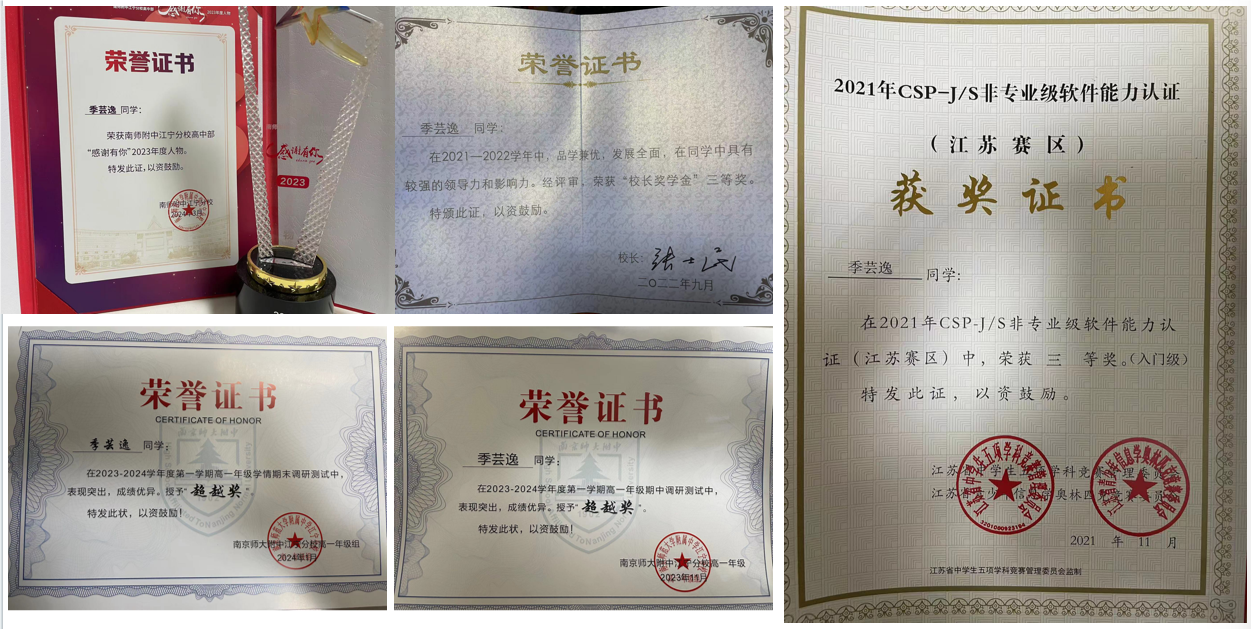 荣誉证书
季芸逸 同学：
荣获南师附中江宁分校高中部
“感谢有你”2023年度人物。
特发此证，以资鼓励。
南师附中江宁分校
2024年1月
感谢有你
2023
荣誉证书
季芸逸 同学：
在2021—2022学年中，品学兼优，发展全面，在同学中具有
较强的领导力和影响力。经评审，荣获“校长奖学金”三等奖。
特颁此证，以资鼓励。
校长：
二〇二二年九月
荣誉证书
CERTIFICATE OF HONOR
季芸逸 同学：
在2023-2024学年度第一学期高一年级学情期末调研测试中，
表现突出，成绩优异。授予“超越奖”。
特发此状，以资鼓励！
南京师大附中江宁分校高一年级组
2024年1月
荣誉证书
CERTIFICATE OF HONOR
季芸逸 同学：
在2023-2024学年度第一学期高一年级期中调研测试中，
表现突出，成绩优异。授予“超越奖”。
特发此状，以资鼓励！
南京师大附中江宁分校高一年级
2023年11月
2021年CSP-J/S非专业级软件能力认证
（江苏赛区）
获奖证书
季芸逸 同学：
在2021年CSP-J/S非专业级软件能力认
证（江苏赛区）中，荣获 三 等奖。（入门级）
特发此证，以资鼓励。
2021 年 11 月
江苏省中学生五项学科竞赛管理委员会监制